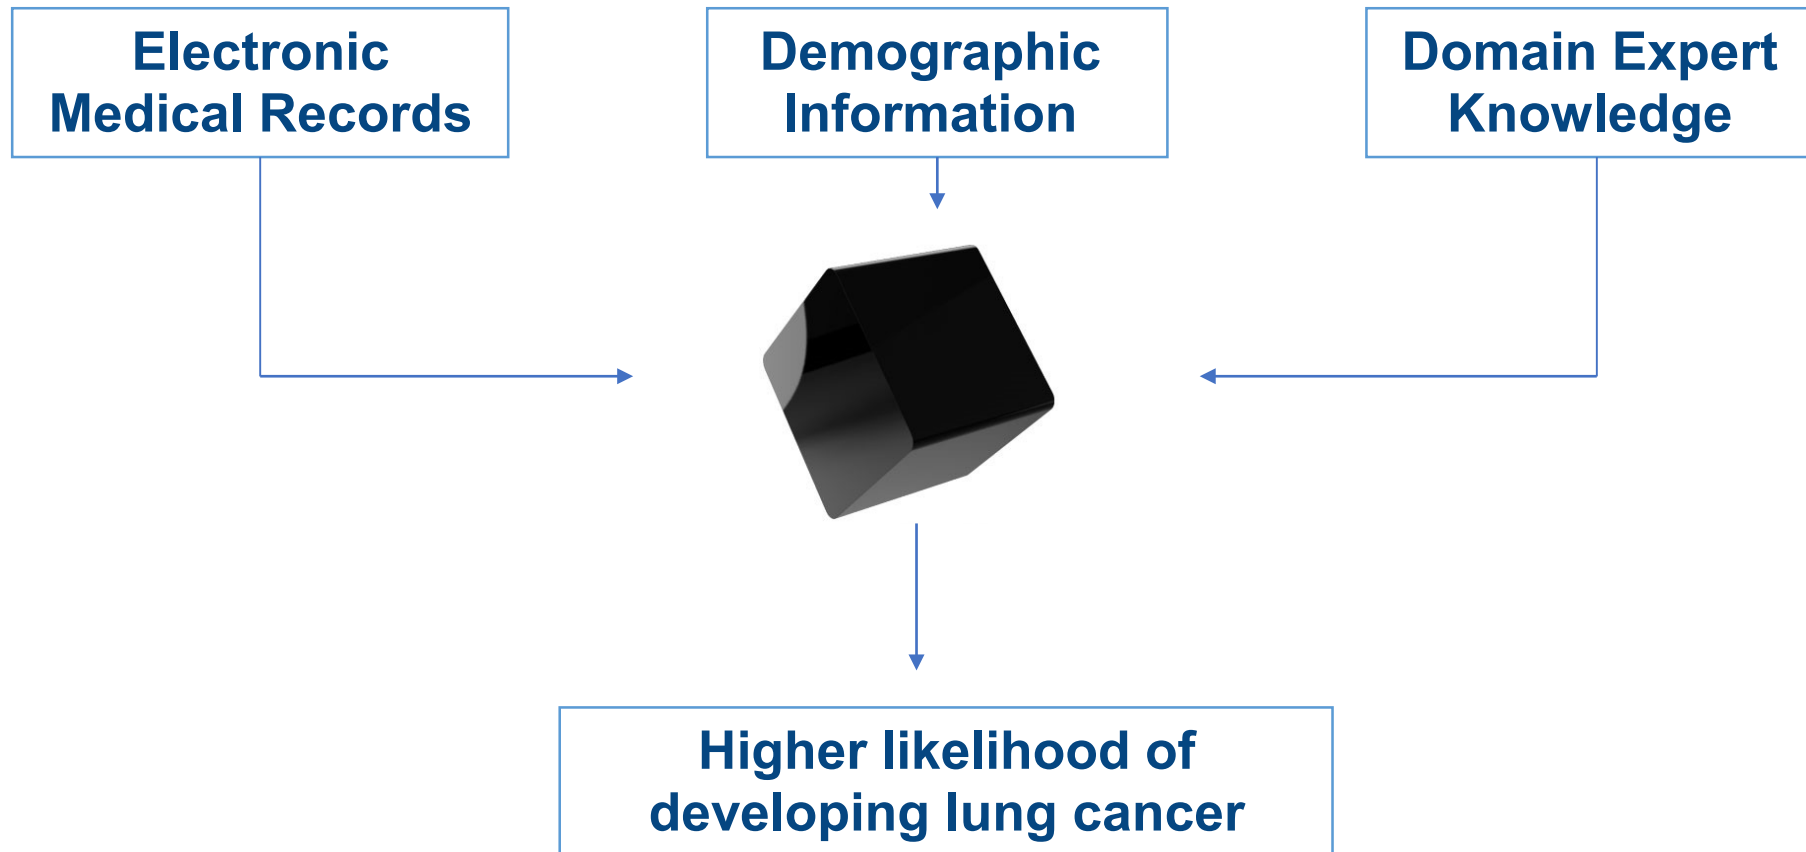 Electronic
Medical Records
Demographic
Information
Domain Expert
Knowledge
Higher likelihood of
developing lung cancer